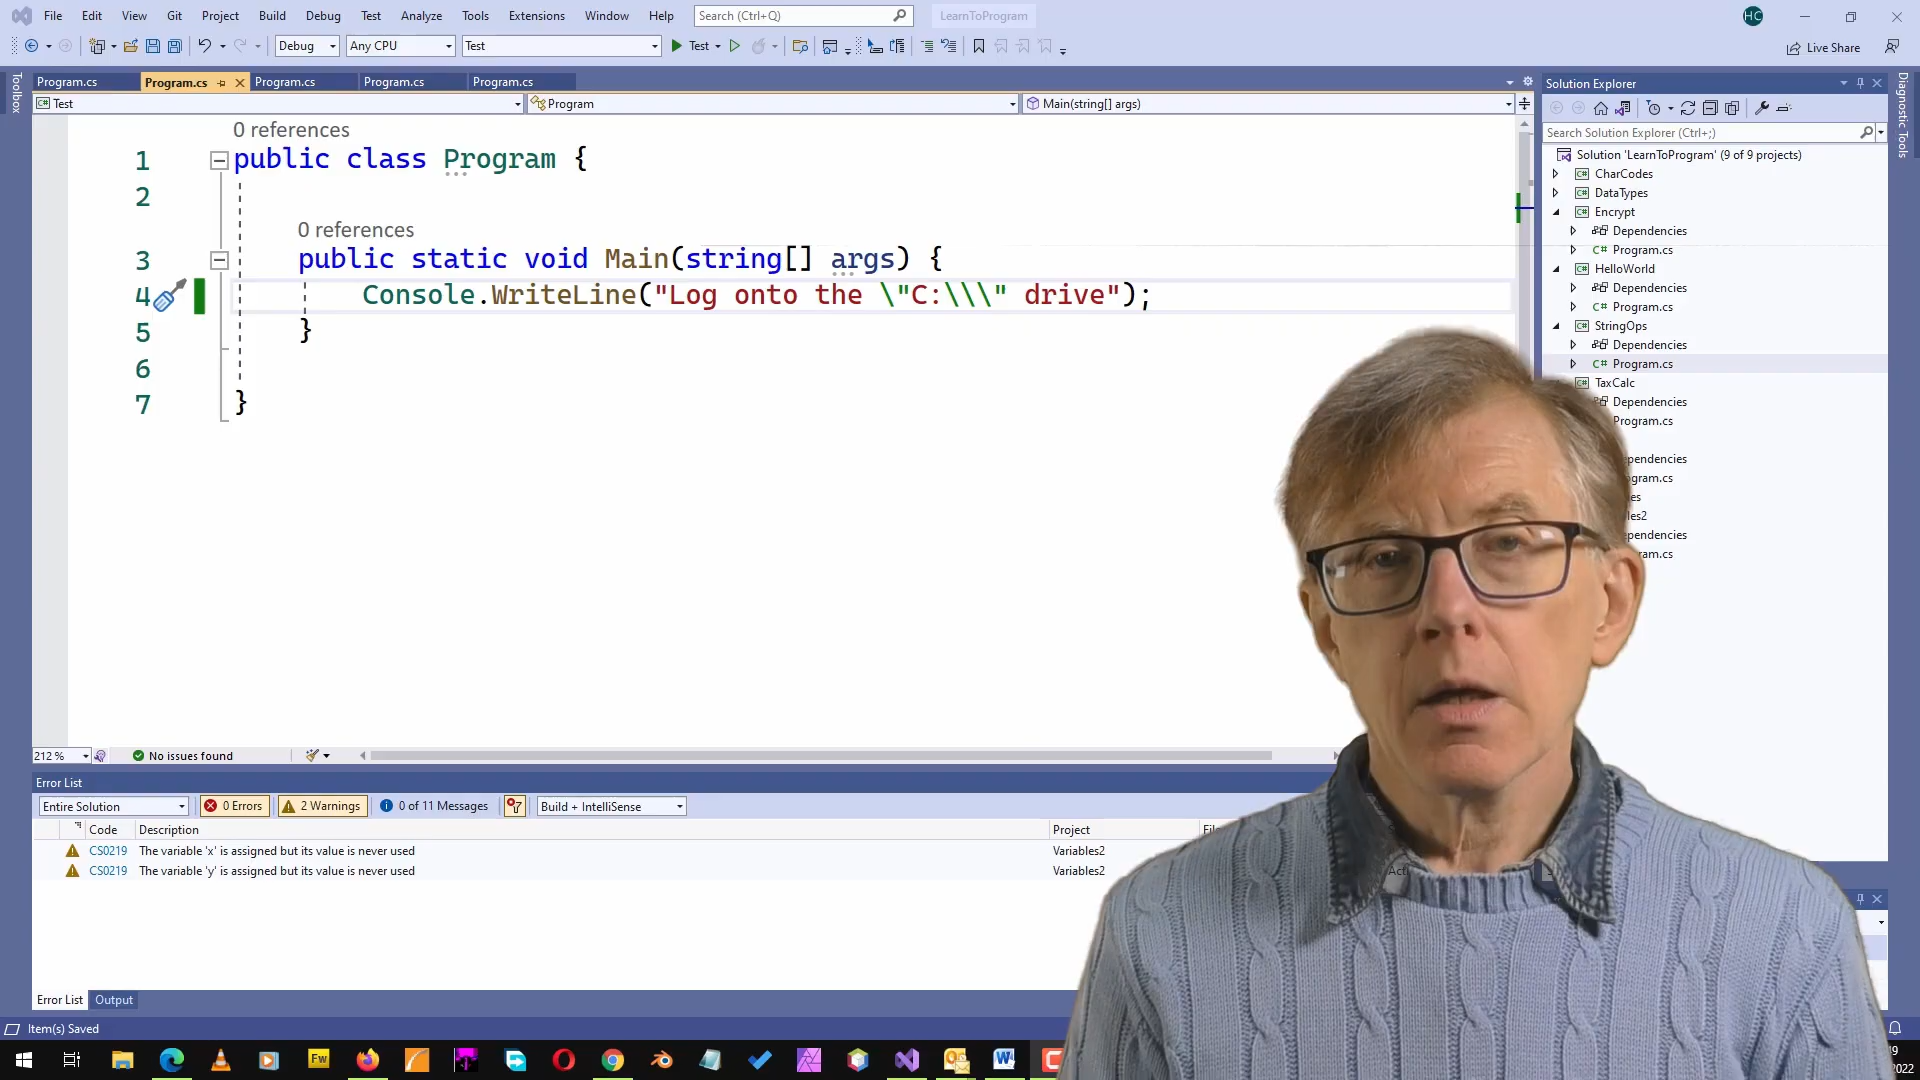 File Edit View Git Project Build Debug Test Analyze Tools Extensions Window Help Search (Ctrl+Q) LearnToProgram HC
Debug Any CPU Test Test Live Share
Toolbox
Program.cs Program.cs Program.cs Program.cs Program.cs
Test Program Main(string[] args)
0 references
1 public class Program {
2
0 references
3 public static void Main(string[] args) {
4 Console.WriteLine("Log onto the \"C:\\\" drive");
5 }
6
7 }
212 % No issues found
Solution Explorer
Search Solution Explorer (Ctrl+;)
Solution 'LearnToProgram' (9 of 9 projects)
C# CharCodes
C# DataTypes
C# Encrypt
Dependencies
C# Program.cs
C# HelloWorld
Dependencies
C# Program.cs
C# StringOps
Dependencies
C# Program.cs
C# TaxCalc
Dependencies
Program.cs
Diagnostic Tools
Error List
Entire Solution 0 Errors 2 Warnings 0 of 11 Messages Build + IntelliSense
Code Description Project
CS0219 The variable 'x' is assigned but its value is never used Variables2
CS0219 The variable 'y' is assigned but its value is never used Variables2
Error List Output
Item(s) Saved
Fw